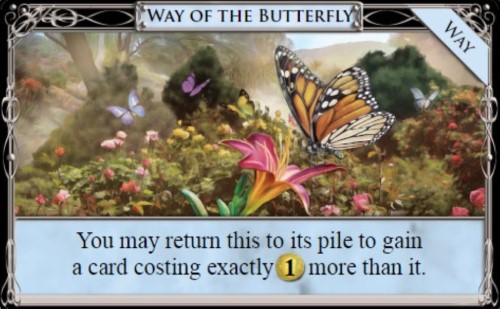 Way of the Butterfly
Way
You may return this to its pile to gain
a card costing exactly 1 more than it.